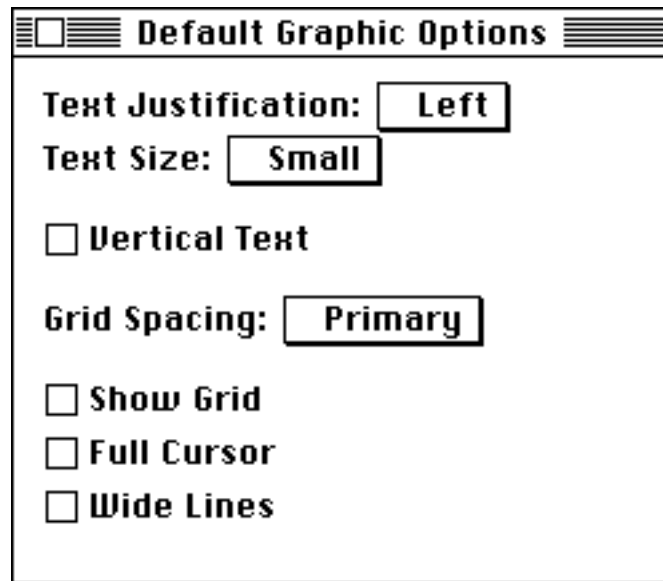 Default Graphic Options
Text Justification: Left
Text Size: Small
Vertical Text
Grid Spacing: Primary
Show Grid
Full Cursor
Wide Lines